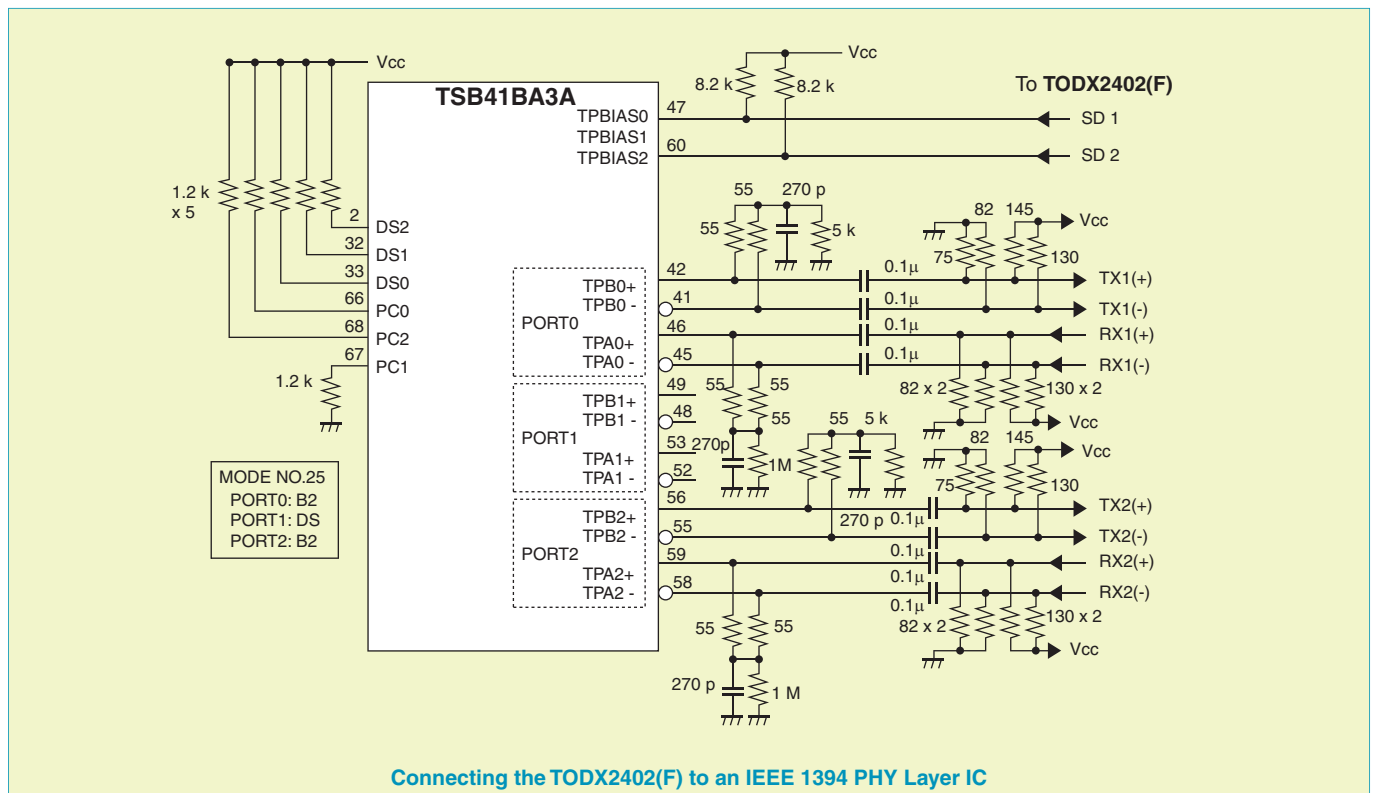 Vcc
1.2 k
x 5
2
32
33
66
68
67
1.2 k
DS2
DS1
DS0
PC0
PC2
PC1
MODE NO.25
PORT0: B2
PORT1: DS
PORT2: B2
TSB41BA3A
TPBIAS0
TPBIAS1
TPBIAS2
47
60
8.2 k
8.2 k
Vcc
To TODX2402(F)
SD 1
SD 2
PORT0
TPB0+
TPB0 -
TPA0+
TPA0 -
PORT1
TPB1+
TPB1 -
TPA1+
TPA1 -
PORT2
TPB2+
TPB2 -
TPA2+
TPA2 -
42
41
46
45
49
48
53
52
56
55
59
58
55
270 p
55
5 k
0.1μ
0.1μ
0.1μ
0.1μ
82
145
Vcc
75
130
TX1(+)
TX1(-)
RX1(+)
RX1(-)
82 x 2
130 x 2
Vcc
55
55
55
270p
1M
55
5 k
270 p
0.1μ
0.1μ
0.1μ
0.1μ
82
145
Vcc
75
130
TX2(+)
TX2(-)
RX2(+)
RX2(-)
82 x 2
130 x 2
Vcc
55
55
270 p
1 M
Connecting the TODX2402(F) to an IEEE 1394 PHY Layer IC